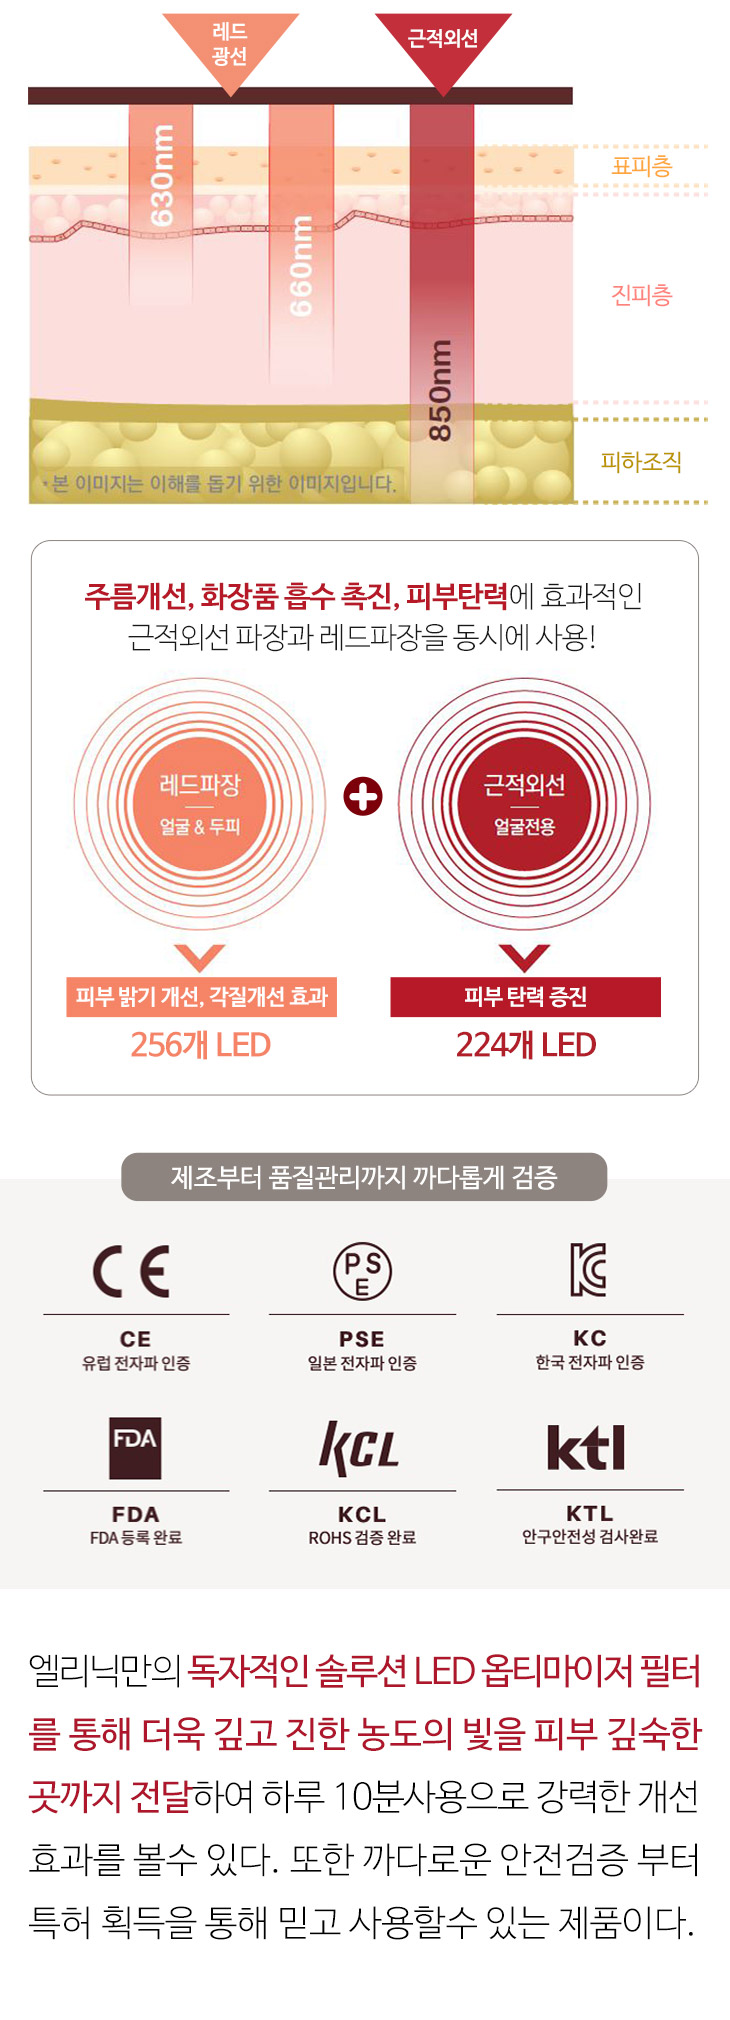 레드
광선
근적외선
630nm
660nm
850nm
표피층
진피층
피하조직
* 본 이미지는 이해를 돕기 위한 이미지입니다.
주름개선, 화장품 흡수 촉진, 피부탄력에 효과적인
근적외선 파장과 레드파장을 동시에 사용!
레드파장
얼굴 & 두피
근적외선
얼굴전용
피부 밝기 개선, 각질개선 효과
256개 LED
피부 탄력 증진
224개 LED
제조부터 품질관리까지 까다롭게 검증
CE
PSE
KC
CE
유럽 전자파 인증
PSE
일본 전자파 인증
KC
한국 전자파 인증
FDA
KCL
ktl
FDA
FDA 등록 완료
KCL
ROHS 검증 완료
KTL
안구안전성 검사완료
엘리닉만의 독자적인 솔루션 LED 옵티마이저 필터
를 통해 더욱 깊고 진한 농도의 빛을 피부 깊숙한
곳까지 전달하여 하루 10분사용으로 강력한 개선
효과를 볼수 있다. 또한 까다로운 안전검증 부터
특허 획득을 통해 믿고 사용할수 있는 제품이다.